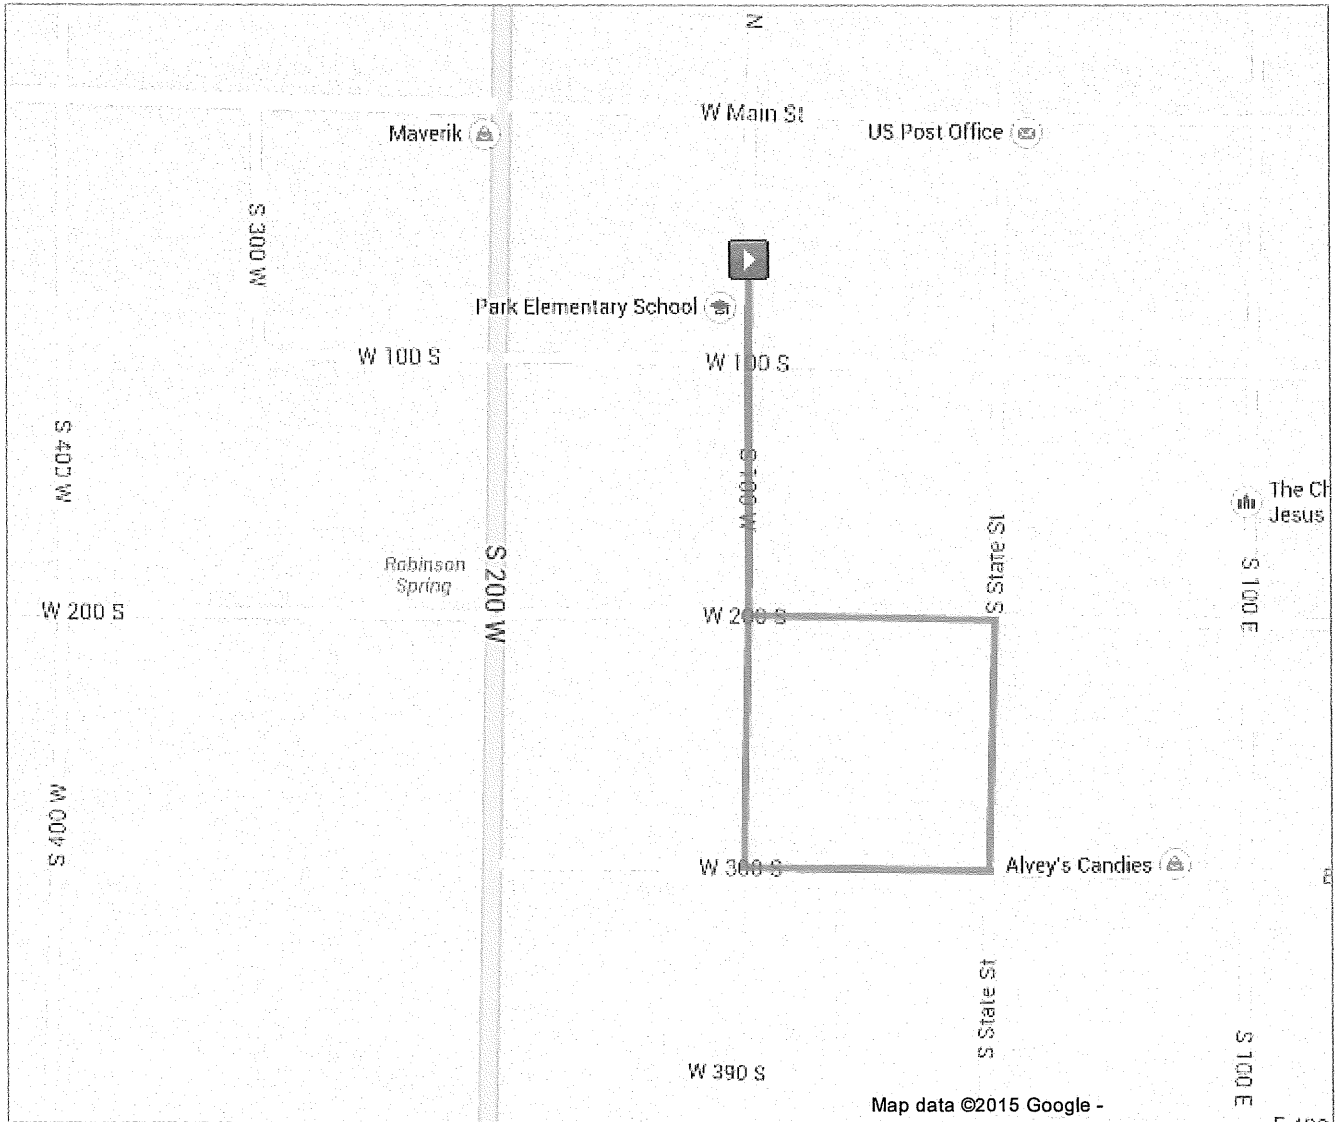 N
W Main St
Maverik
US Post Office
S 300 W
Park Elementary School
W 100 S
W 100 S
S 400 W
S 100 W
The Ch
Jesus
S State St
Robinson
Spring
S 200 W
S 100 E
W 200 S
W 200 S
S 400 W
W 300 S
Alvey's Candies
S State St
W 390 S
S 100 E
Map data ©2015 Google -